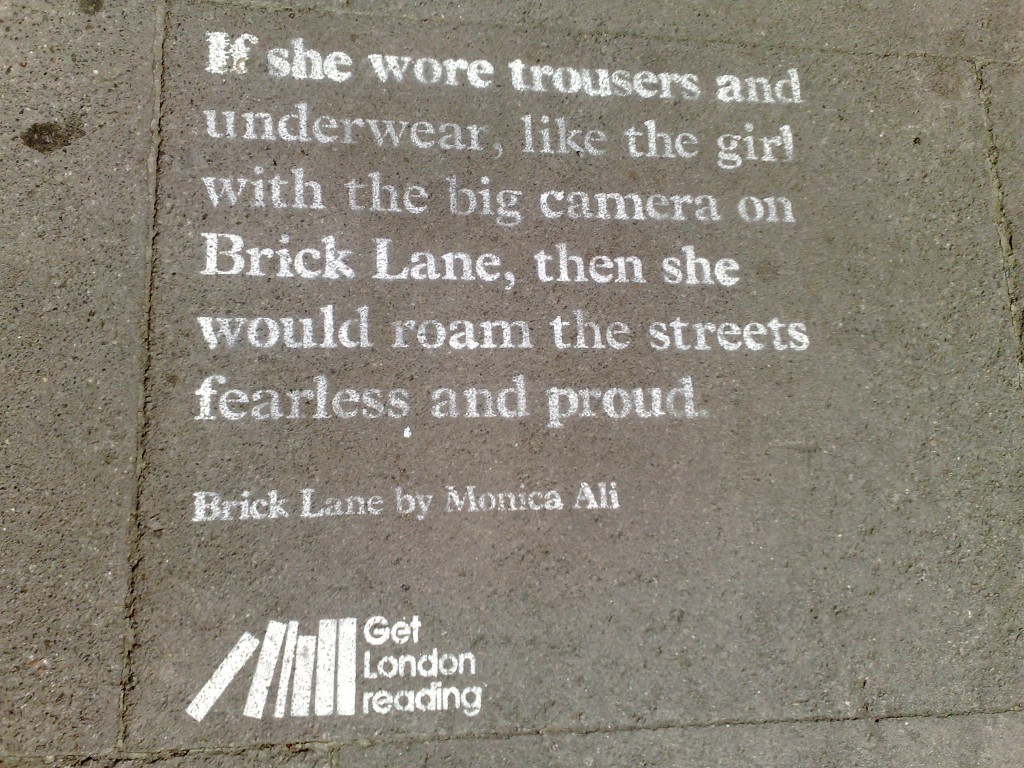 If she wore trousers and
underwear, like the girl
with the big camera on
Brick Lane, then she
would roam the streets
fearless and proud.
Brick Lane by Monica Ali
Get
London
reading